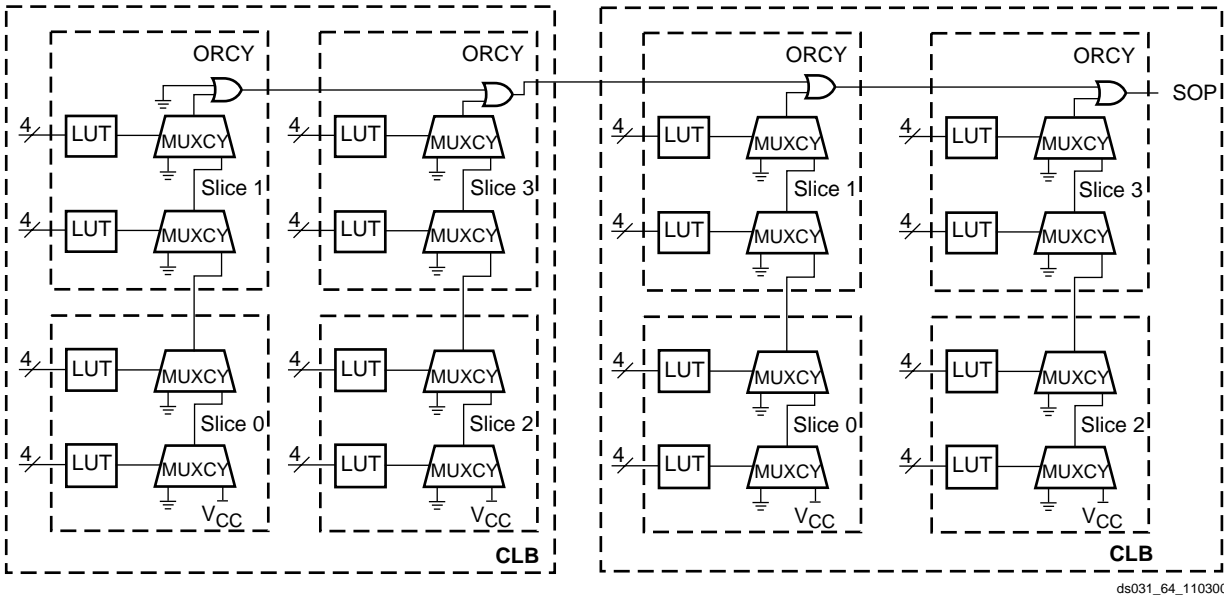 ORCY ORCY ORCY ORCY
SOP
4 LUT MUXCY 4 LUT MUXCY 4 LUT MUXCY 4 LUT MUXCY
Slice 1 Slice 3 Slice 1 Slice 3
4 LUT MUXCY 4 LUT MUXCY 4 LUT MUXCY 4 LUT MUXCY
4 LUT MUXCY 4 LUT MUXCY 4 LUT MUXCY 4 LUT MUXCY
Slice 0 Slice 2 Slice 0 Slice 2
4 LUT MUXCY 4 LUT MUXCY 4 LUT MUXCY 4 LUT MUXCY
VCC VCC VCC VCC
CLB CLB
ds031_64_110300